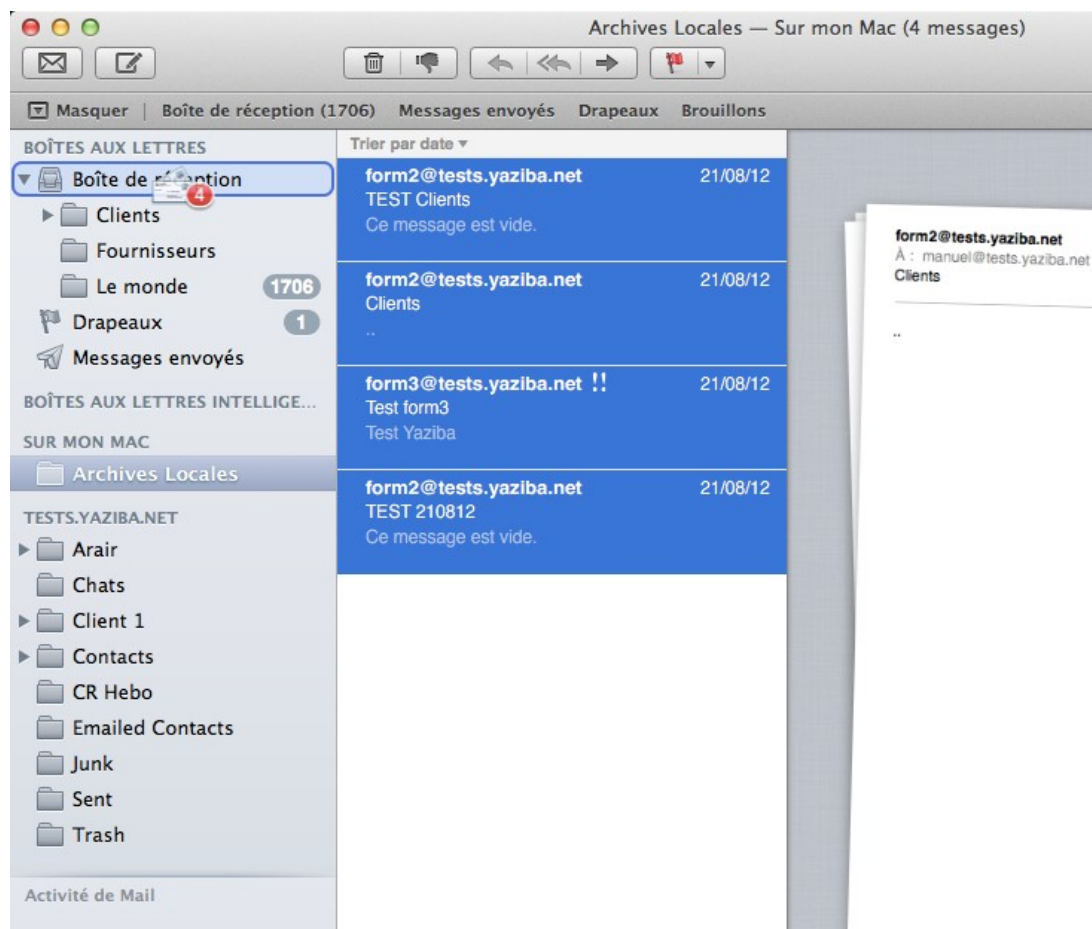 Archives Locales — Sur mon Mac (4 messages)
Masquer | Boîte de réception (1706) Messages envoyés Drapeaux Brouillons
BOÎTES AUX LETTRES
Boîte de réception
4
Clients
Fournisseurs
Le monde 1706
Drapeaux 1
Messages envoyés
BOÎTES AUX LETTRES INTELLIGE...
SUR MON MAC
Archives Locales
TESTS.YAZIBA.NET
Arair
Chats
Client 1
Contacts
CR Hebo
Emailed Contacts
Junk
Sent
Trash
Activité de Mail
Trier par date
form2@tests.yaziba.net 21/08/12
TEST Clients
Ce message est vide.
form2@tests.yaziba.net 21/08/12
Clients
..
form3@tests.yaziba.net !! 21/08/12
Test form3
Test Yaziba
form2@tests.yaziba.net 21/08/12
TEST 210812
Ce message est vide.
form2@tests.yaziba.net
À : manuel@tests.yaziba.net
Clients
..